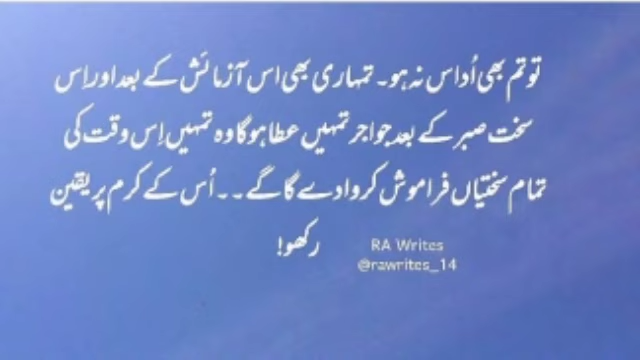 تو تم بھی اُداس نہ ہو۔ تمہاری بھی اس آزمائش کے بعد اور اِس
سخت صبر کے بعد جو اجر تمہیں عطا ہوگا وہ تمہیں اِس وقت کی
تمام سختیاں فراموش کروا دے گا گے۔۔ اُس کے کرم پر یقین
رکھو!
RA Writes
@rawrites_14